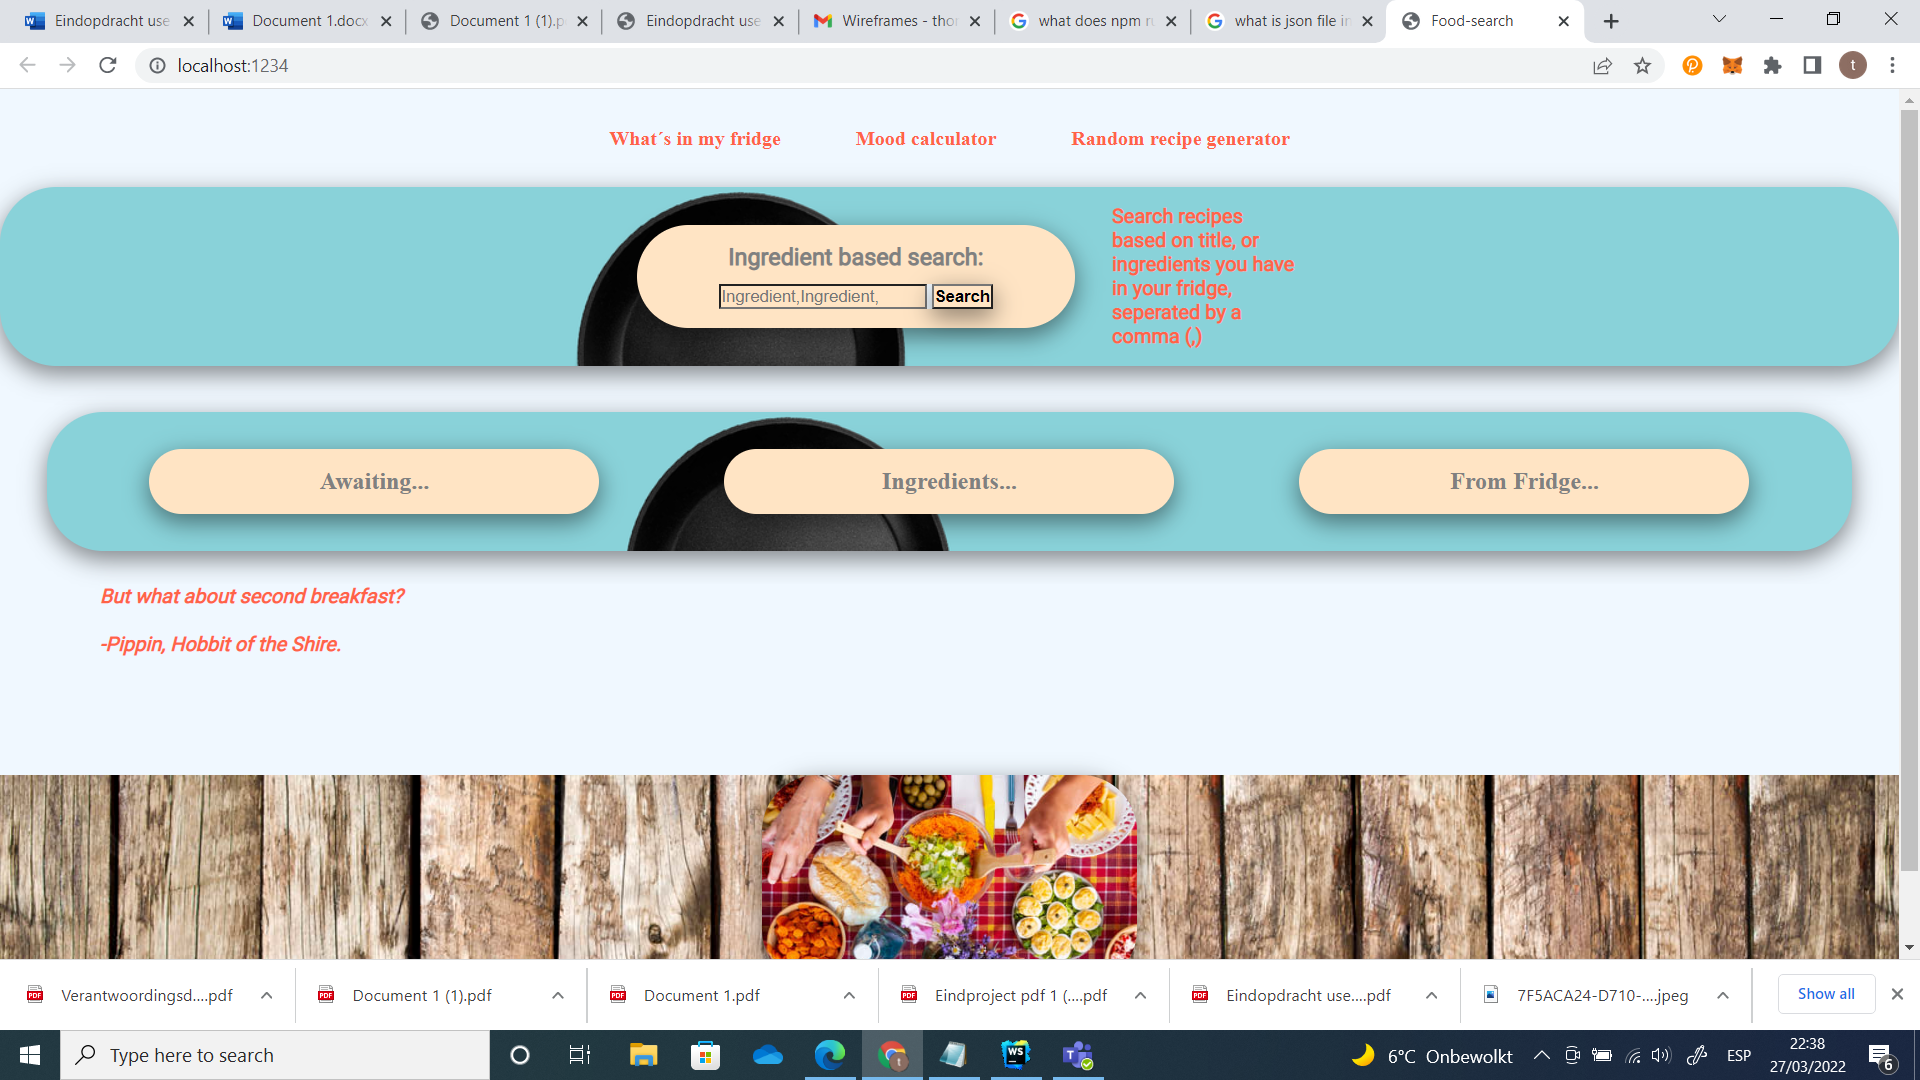 Eindopdracht use
Document 1.docx
Document 1 (1).p
Eindopdracht use
Wireframes - tho
what does npm ru
what is json file in
Food-search
localhost:1234
t
What´s in my fridge
Mood calculator
Random recipe generator
Ingredient based search:
Ingredient,Ingredient,
Search
Search recipes
based on title, or
ingredients you have
in your fridge,
seperated by a
comma (,)
Awaiting...
Ingredients...
From Fridge...
But what about second breakfast?
-Pippin, Hobbit of the Shire.
Verantwoordingsd....pdf
Document 1 (1).pdf
Document 1.pdf
Eindproject pdf 1 (....pdf
Eindopdracht use....pdf
7F5ACA24-D710-....jpeg
Show all
Type here to search
6°C Onbewolkt
ESP
22:38
27/03/2022
6